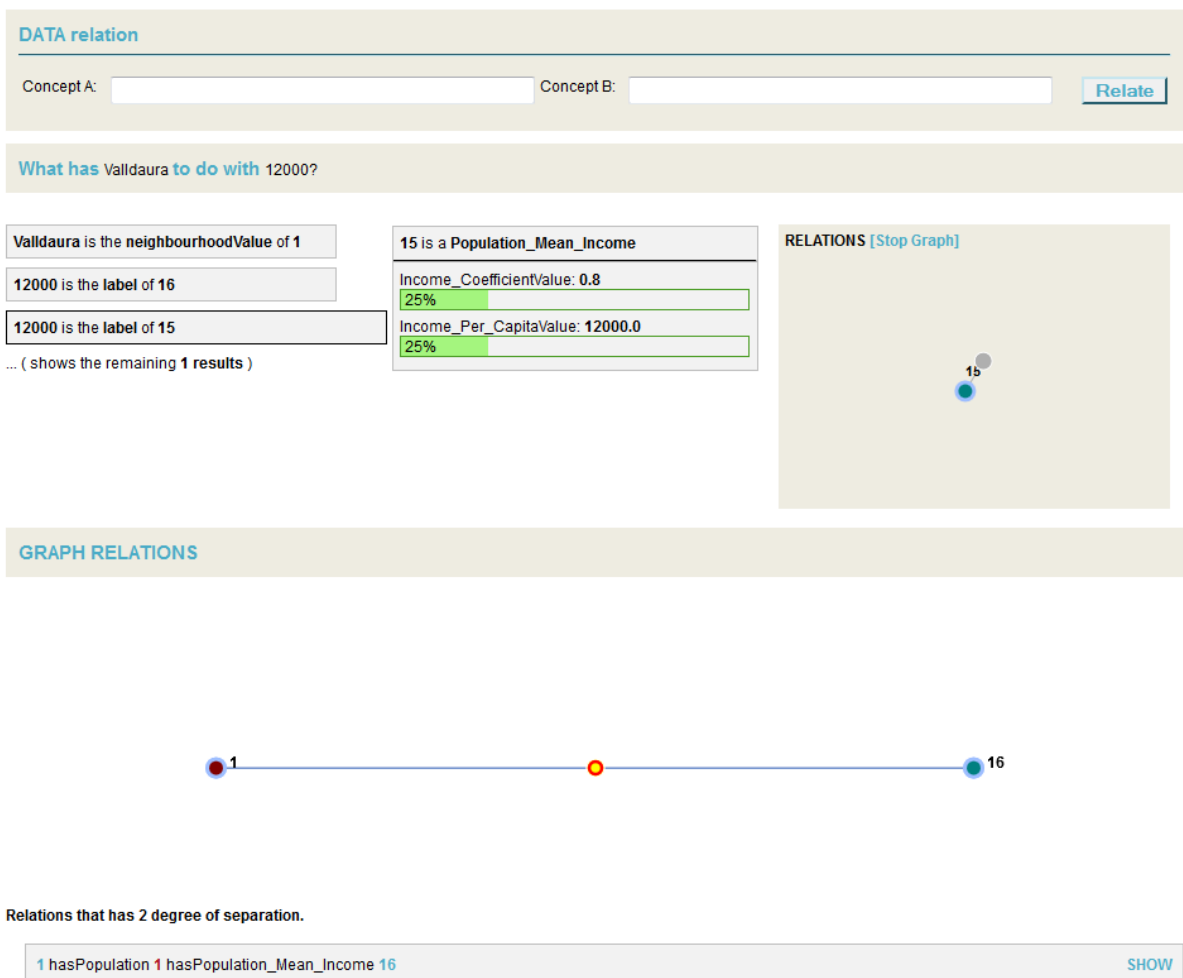 DATA relation
Concept A: Concept B: Relate
What has Valldaura to do with 12000?
Valldaura is the neighbourhoodValue of 1
12000 is the label of 16
12000 is the label of 15
... ( shows the remaining 1 results )
15 is a Population_Mean_Income
Income_CoefficientValue: 0.8
25%
Income_Per_CapitaValue: 12000.0
25%
RELATIONS [Stop Graph]
15
GRAPH RELATIONS
1
16
Relations that has 2 degree of separation.
1 hasPopulation 1 hasPopulation_Mean_Income 16 SHOW